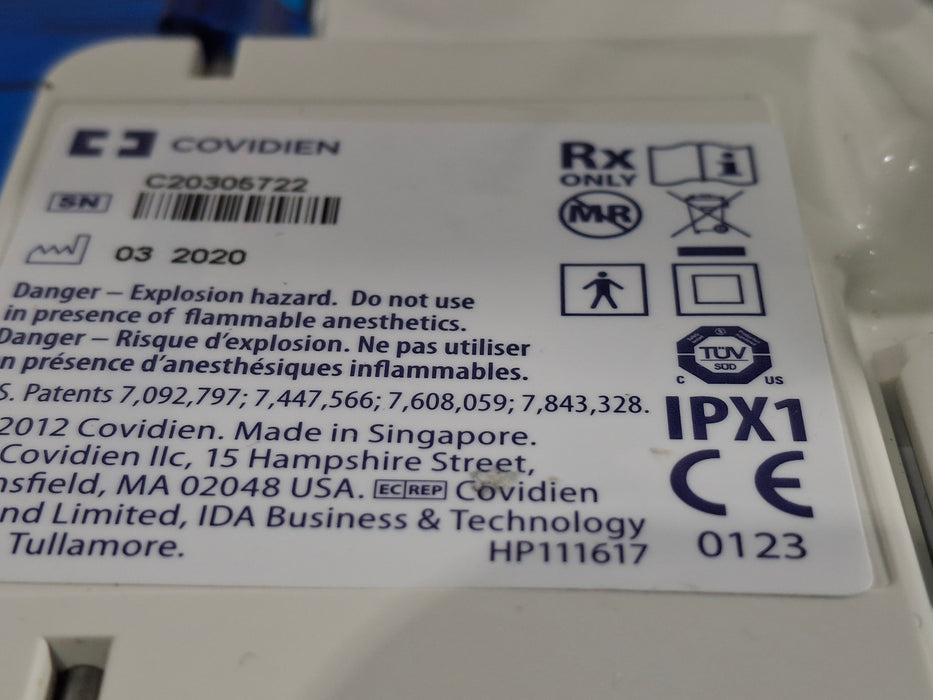 COVIDIEN
SN C20305722
03 2020
Danger – Explosion hazard. Do not use
in presence of flammable anesthetics.
Danger – Risque d'explosion. Ne pas utiliser
n présence d'anesthésiques inflammables.
S. Patents 7,092,797; 7,447,566; 7,608,059; 7,843,328.
2012 Covidien. Made in Singapore.
Covidien llc, 15 Hampshire Street,
nsfield, MA 02048 USA. EC REP Covidien
nd Limited, IDA Business & Technology
Tullamore.
HP111617
Rx
ONLY
i
MR
TÜV
SÜD
C US
IPX1
CE
0123